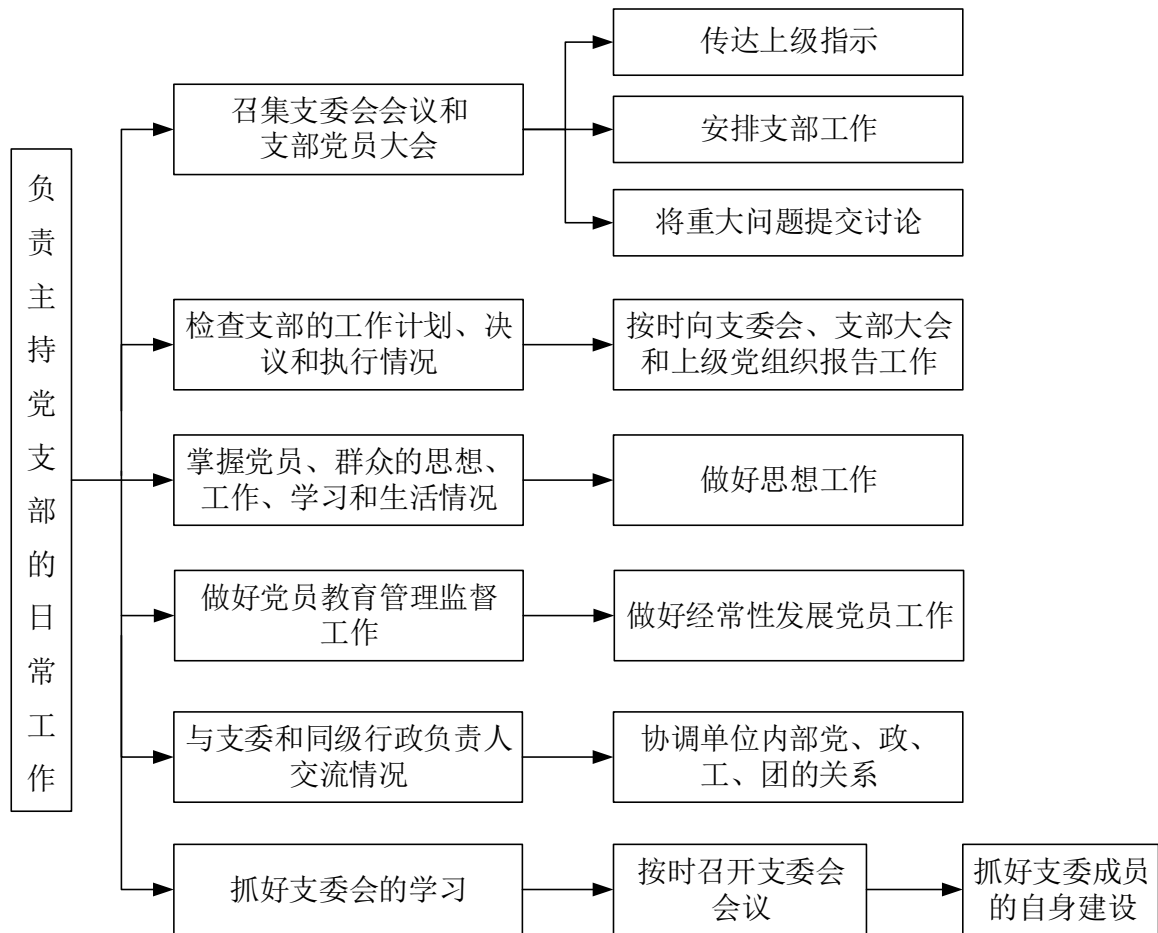 负责主持党支部的日常工作
召集支委会会议和
支部党员大会
传达上级指示
安排支部工作
将重大问题提交讨论
检查支部的工作计划、决
议和执行情况
按时向支委会、支部大会
和上级党组织报告工作
掌握党员、群众的思想、
工作、学习和生活情况
做好思想工作
做好党员教育管理监督
工作
做好经常性发展党员工作
与支委和同级行政负责人
交流情况
协调单位内部党、政、
工、团的关系
抓好支委会的学习
按时召开支委会
会议
抓好支委成员
的自身建设